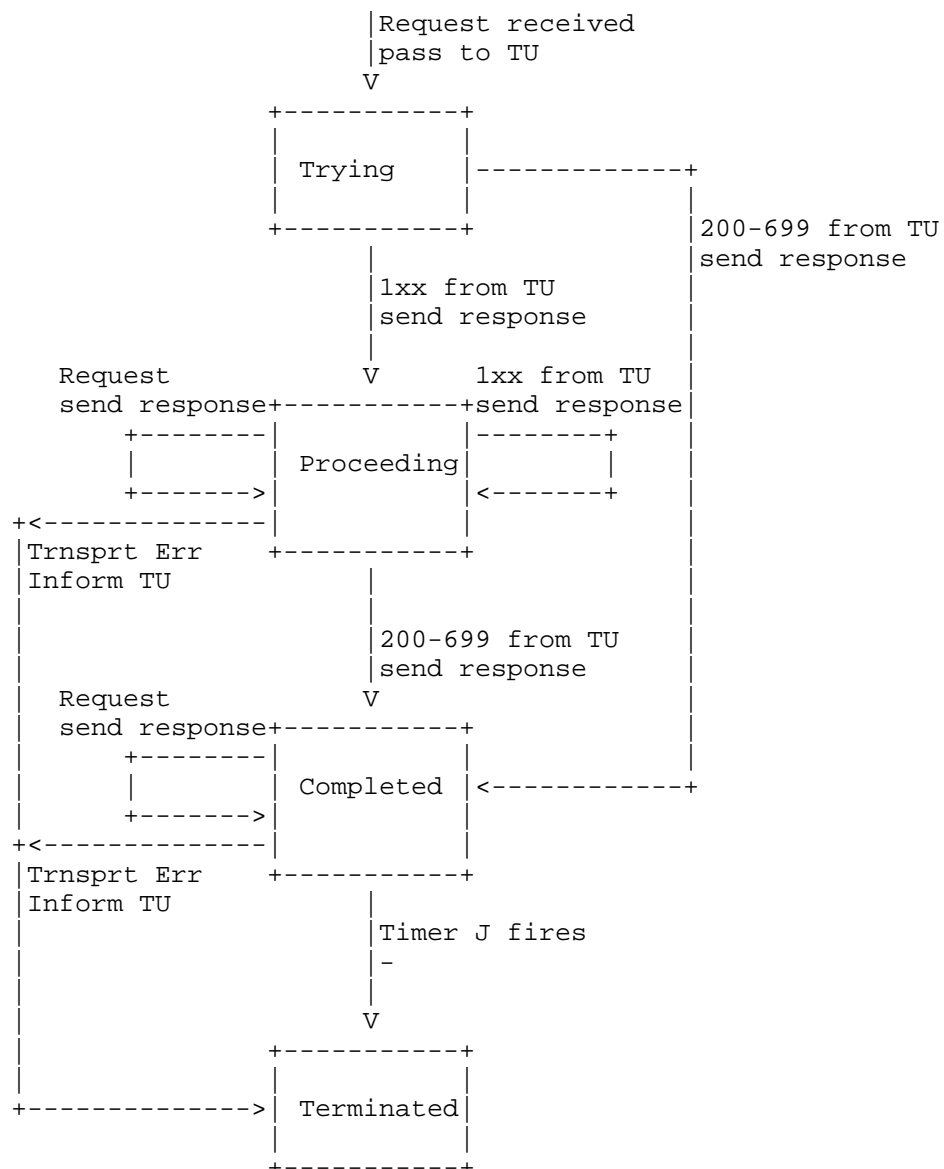 Request received
pass to TU
Trying
200-699 from TU
send response
1xx from TU
send response
Request
1xx from TU
send response
send response
Proceeding
Trnsprt Err
Inform TU
200-699 from TU
send response
Request
send response
Completed
Trnsprt Err
Inform TU
Timer J fires
-
Terminated